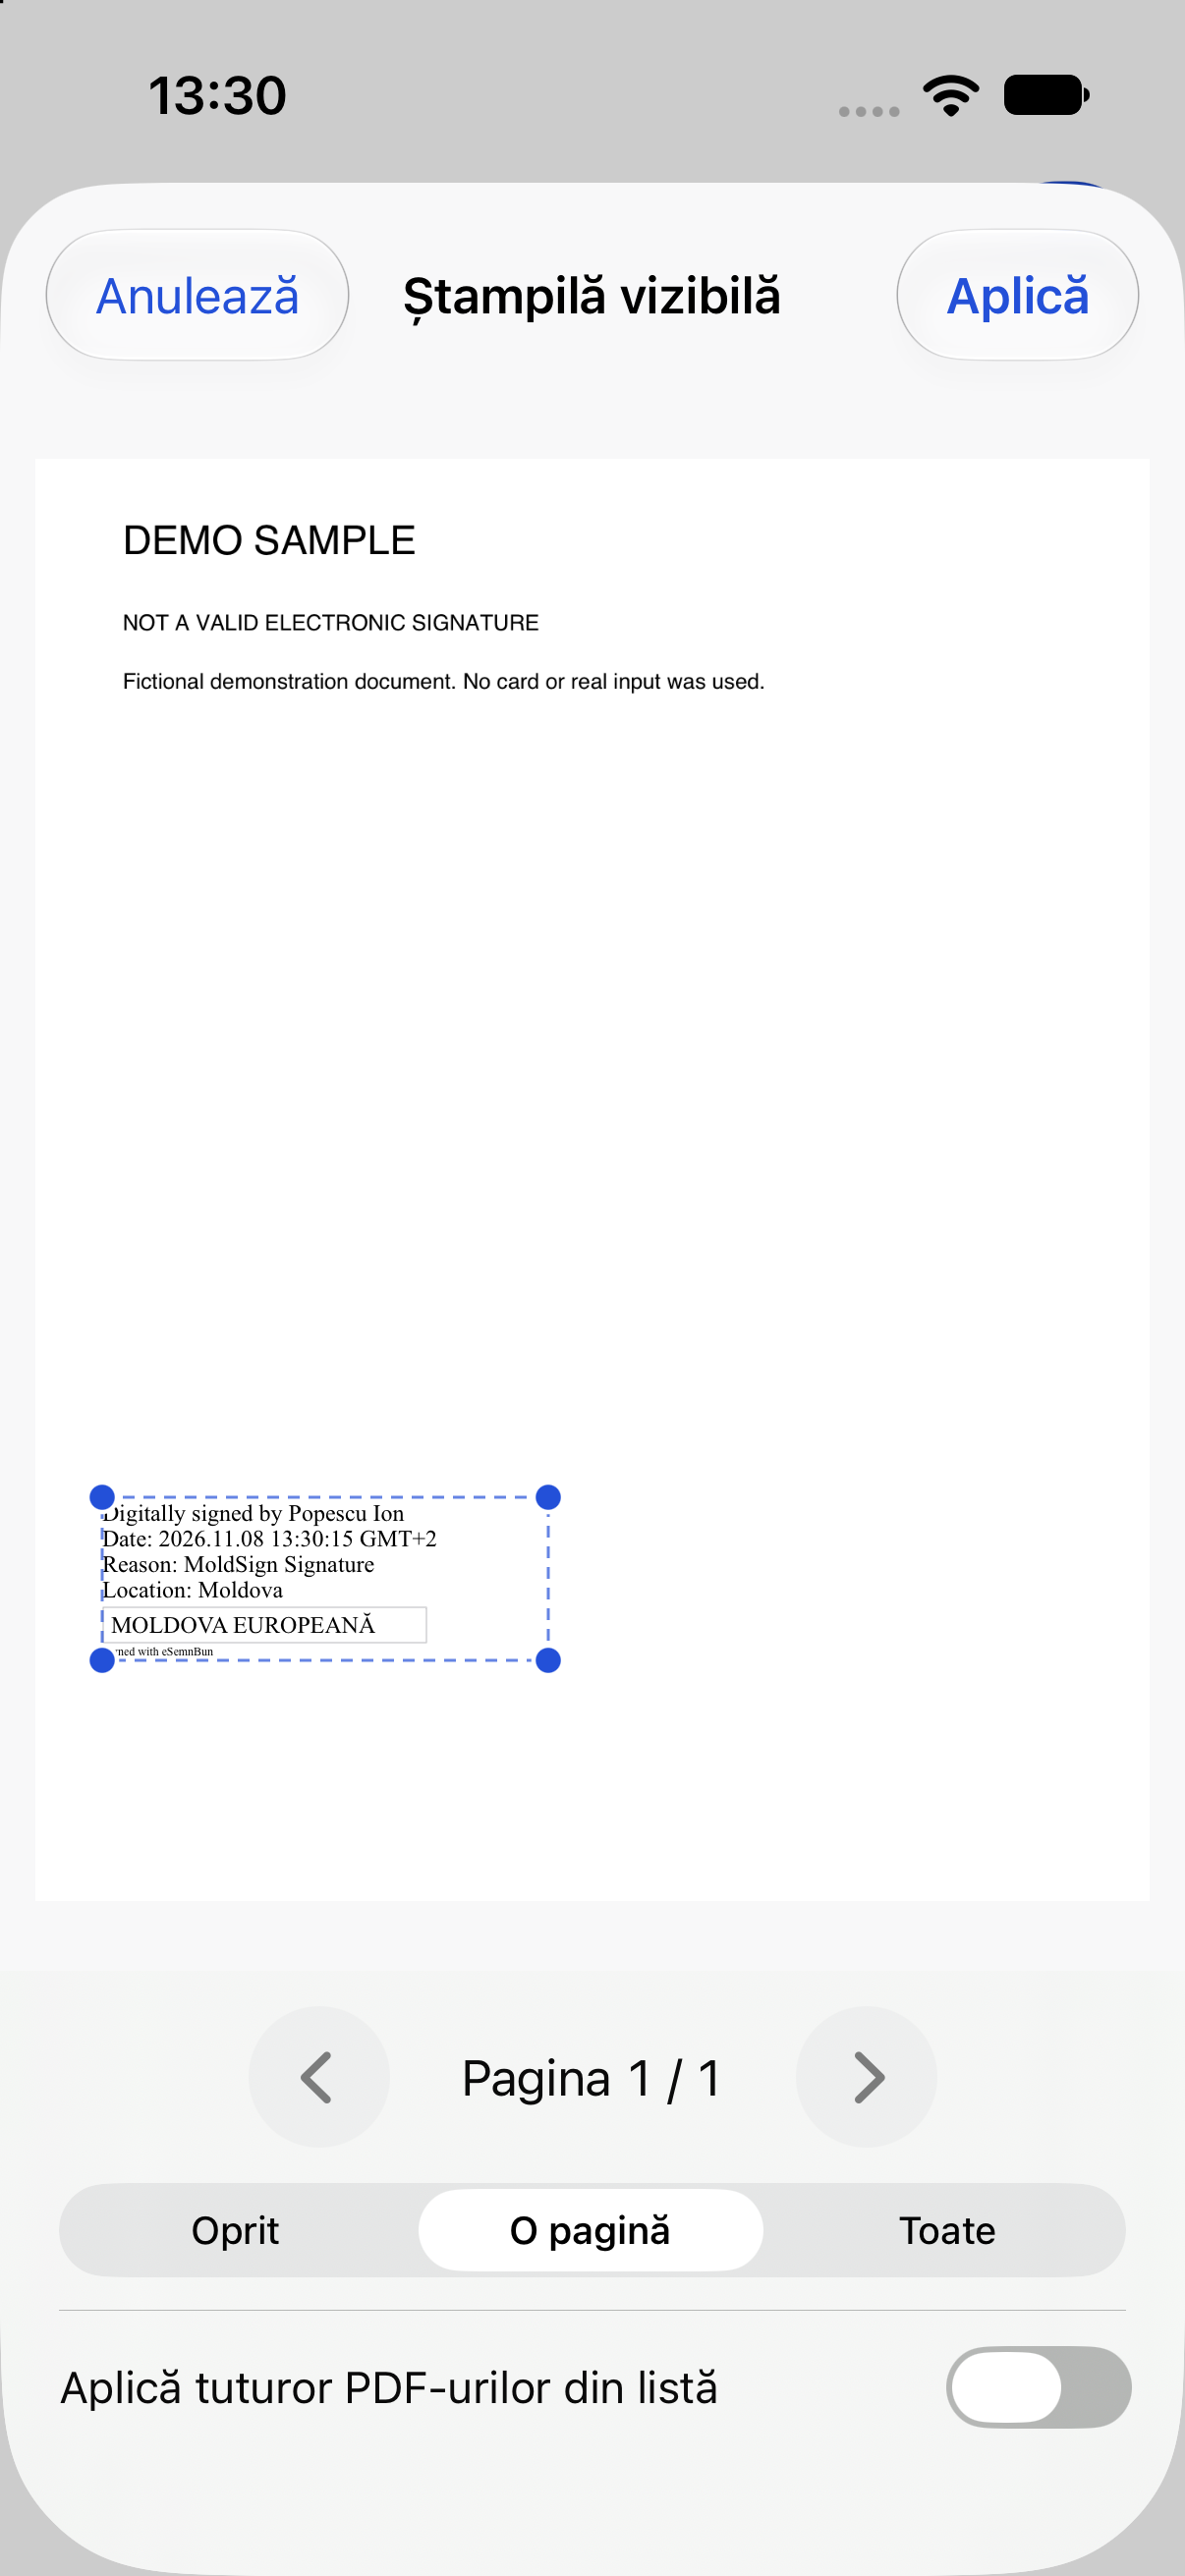 13:30
Anulează
Ștampilă vizibilă
Aplică
DEMO SAMPLE
NOT A VALID ELECTRONIC SIGNATURE
Fictional demonstration document. No card or real input was used.
Digitally signed by Popescu Ion
Date: 2026.11.08 13:30:15 GMT+2
Reason: MoldSign Signature
Location: Moldova
MOLDOVA EUROPEANĂ
with eSemnBun
Pagina 1 / 1
Oprit
O pagină
Toate
Aplică tuturor PDF-urilor din listă